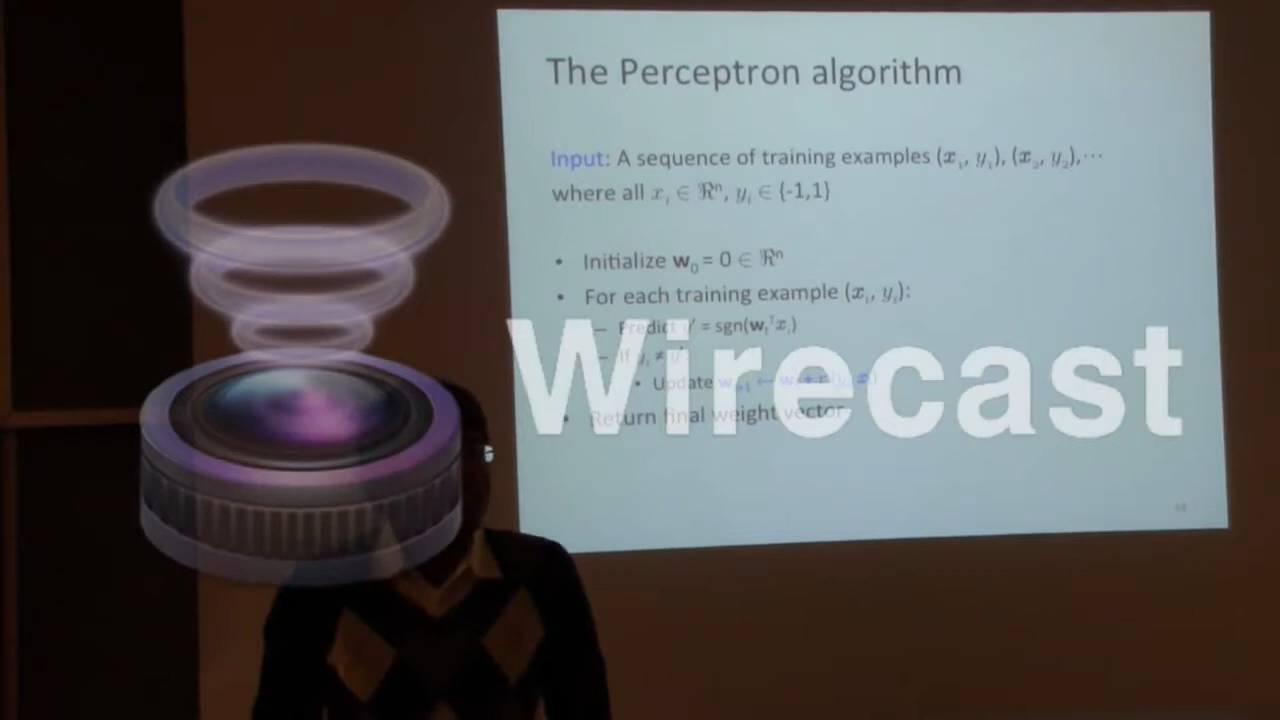 The Perceptron algorithm
Input: A sequence of training examples (x₁, y₁), (x₂, y₂),⋯
where all xᵢ ∈ ℜⁿ, yᵢ ∈ {-1,1}
• Initialize w₀ = 0 ∈ ℜⁿ
• For each training example (xᵢ, yᵢ):
– Predict y’ = sgn(wₜᵀxᵢ)
– If yᵢ ≠ y’:
• Update
• Return final weight vector
Wirecast